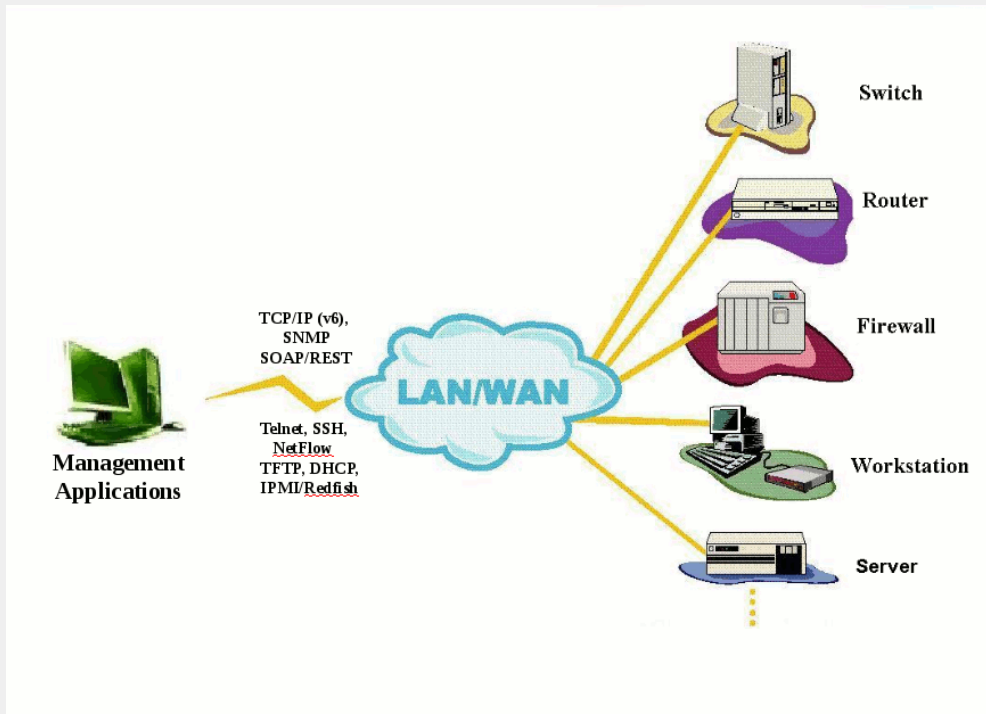 Switch
Router
TCP/IP (v6),
SNMP
SOAP/REST
Firewall
LAN/WAN
Telnet, SSH,
NetFlow
TFTP, DHCP,
IPMI/Redfish
Management
Applications
Workstation
Server